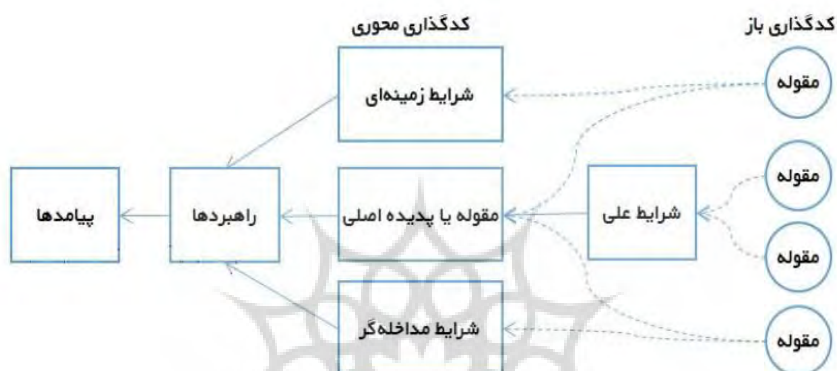 کدگذاری باز
کدگذاری محوری
مقوله
شرایط زمینه‌ای
مقوله
شرایط علی
مقوله یا پدیده اصلی
راهبردها
پیامدها
مقوله
شرایط مداخله‌گر
مقوله